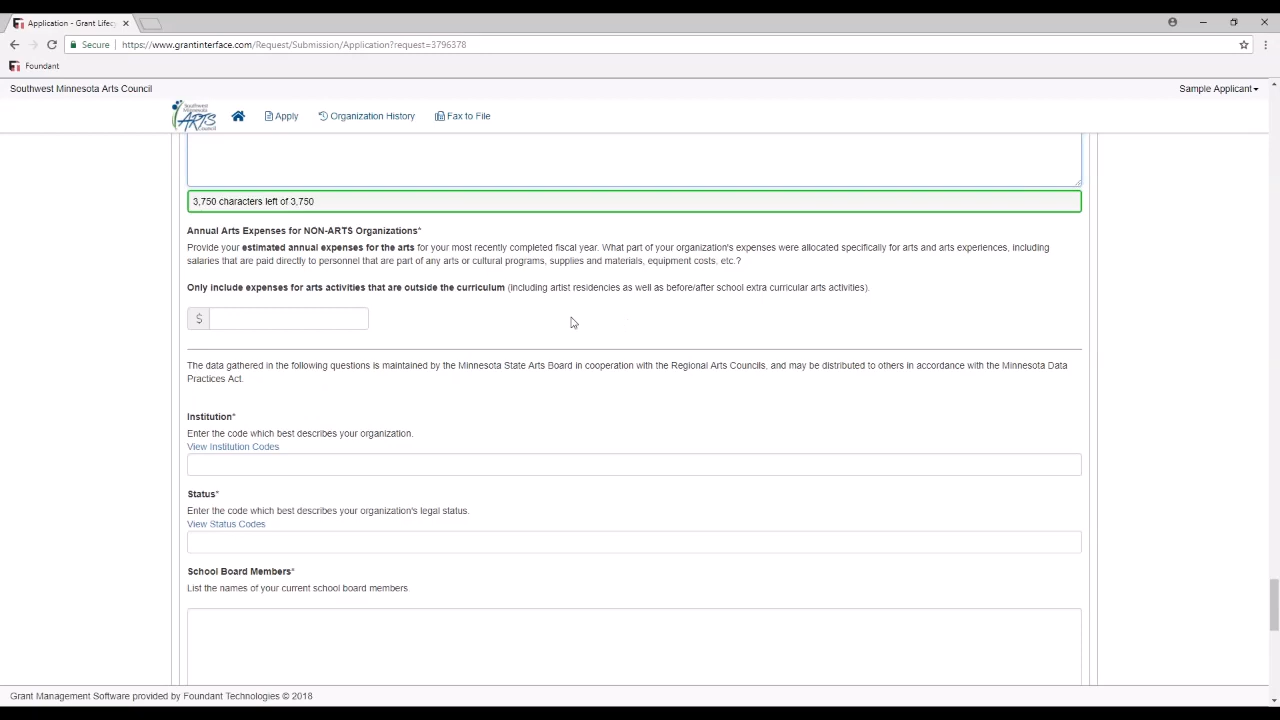 Application - Grant Lifec
Secure https://www.grantinterface.com/Request/Submission/Application?request=3796378
Foundant
Southwest Minnesota Arts Council
Sample Applicant
Southwest Minnesota ARTS Council
Apply
Organization History
Fax to File
3,750 characters left of 3,750
Annual Arts Expenses for NON-ARTS Organizations*
Provide your estimated annual expenses for the arts for your most recently completed fiscal year. What part of your organization's expenses were allocated specifically for arts and arts experiences, including
salaries that are paid directly to personnel that are part of any arts or cultural programs, supplies and materials, equipment costs, etc.?
Only include expenses for arts activities that are outside the curriculum (including artist residencies as well as before/after school extra curricular arts activities).
$
The data gathered in the following questions is maintained by the Minnesota State Arts Board in cooperation with the Regional Arts Councils, and may be distributed to others in accordance with the Minnesota Data
Practices Act.
Institution*
Enter the code which best describes your organization.
View Institution Codes
Status*
Enter the code which best describes your organization's legal status.
View Status Codes
School Board Members*
List the names of your current school board members.
Grant Management Software provided by Foundant Technologies © 2018